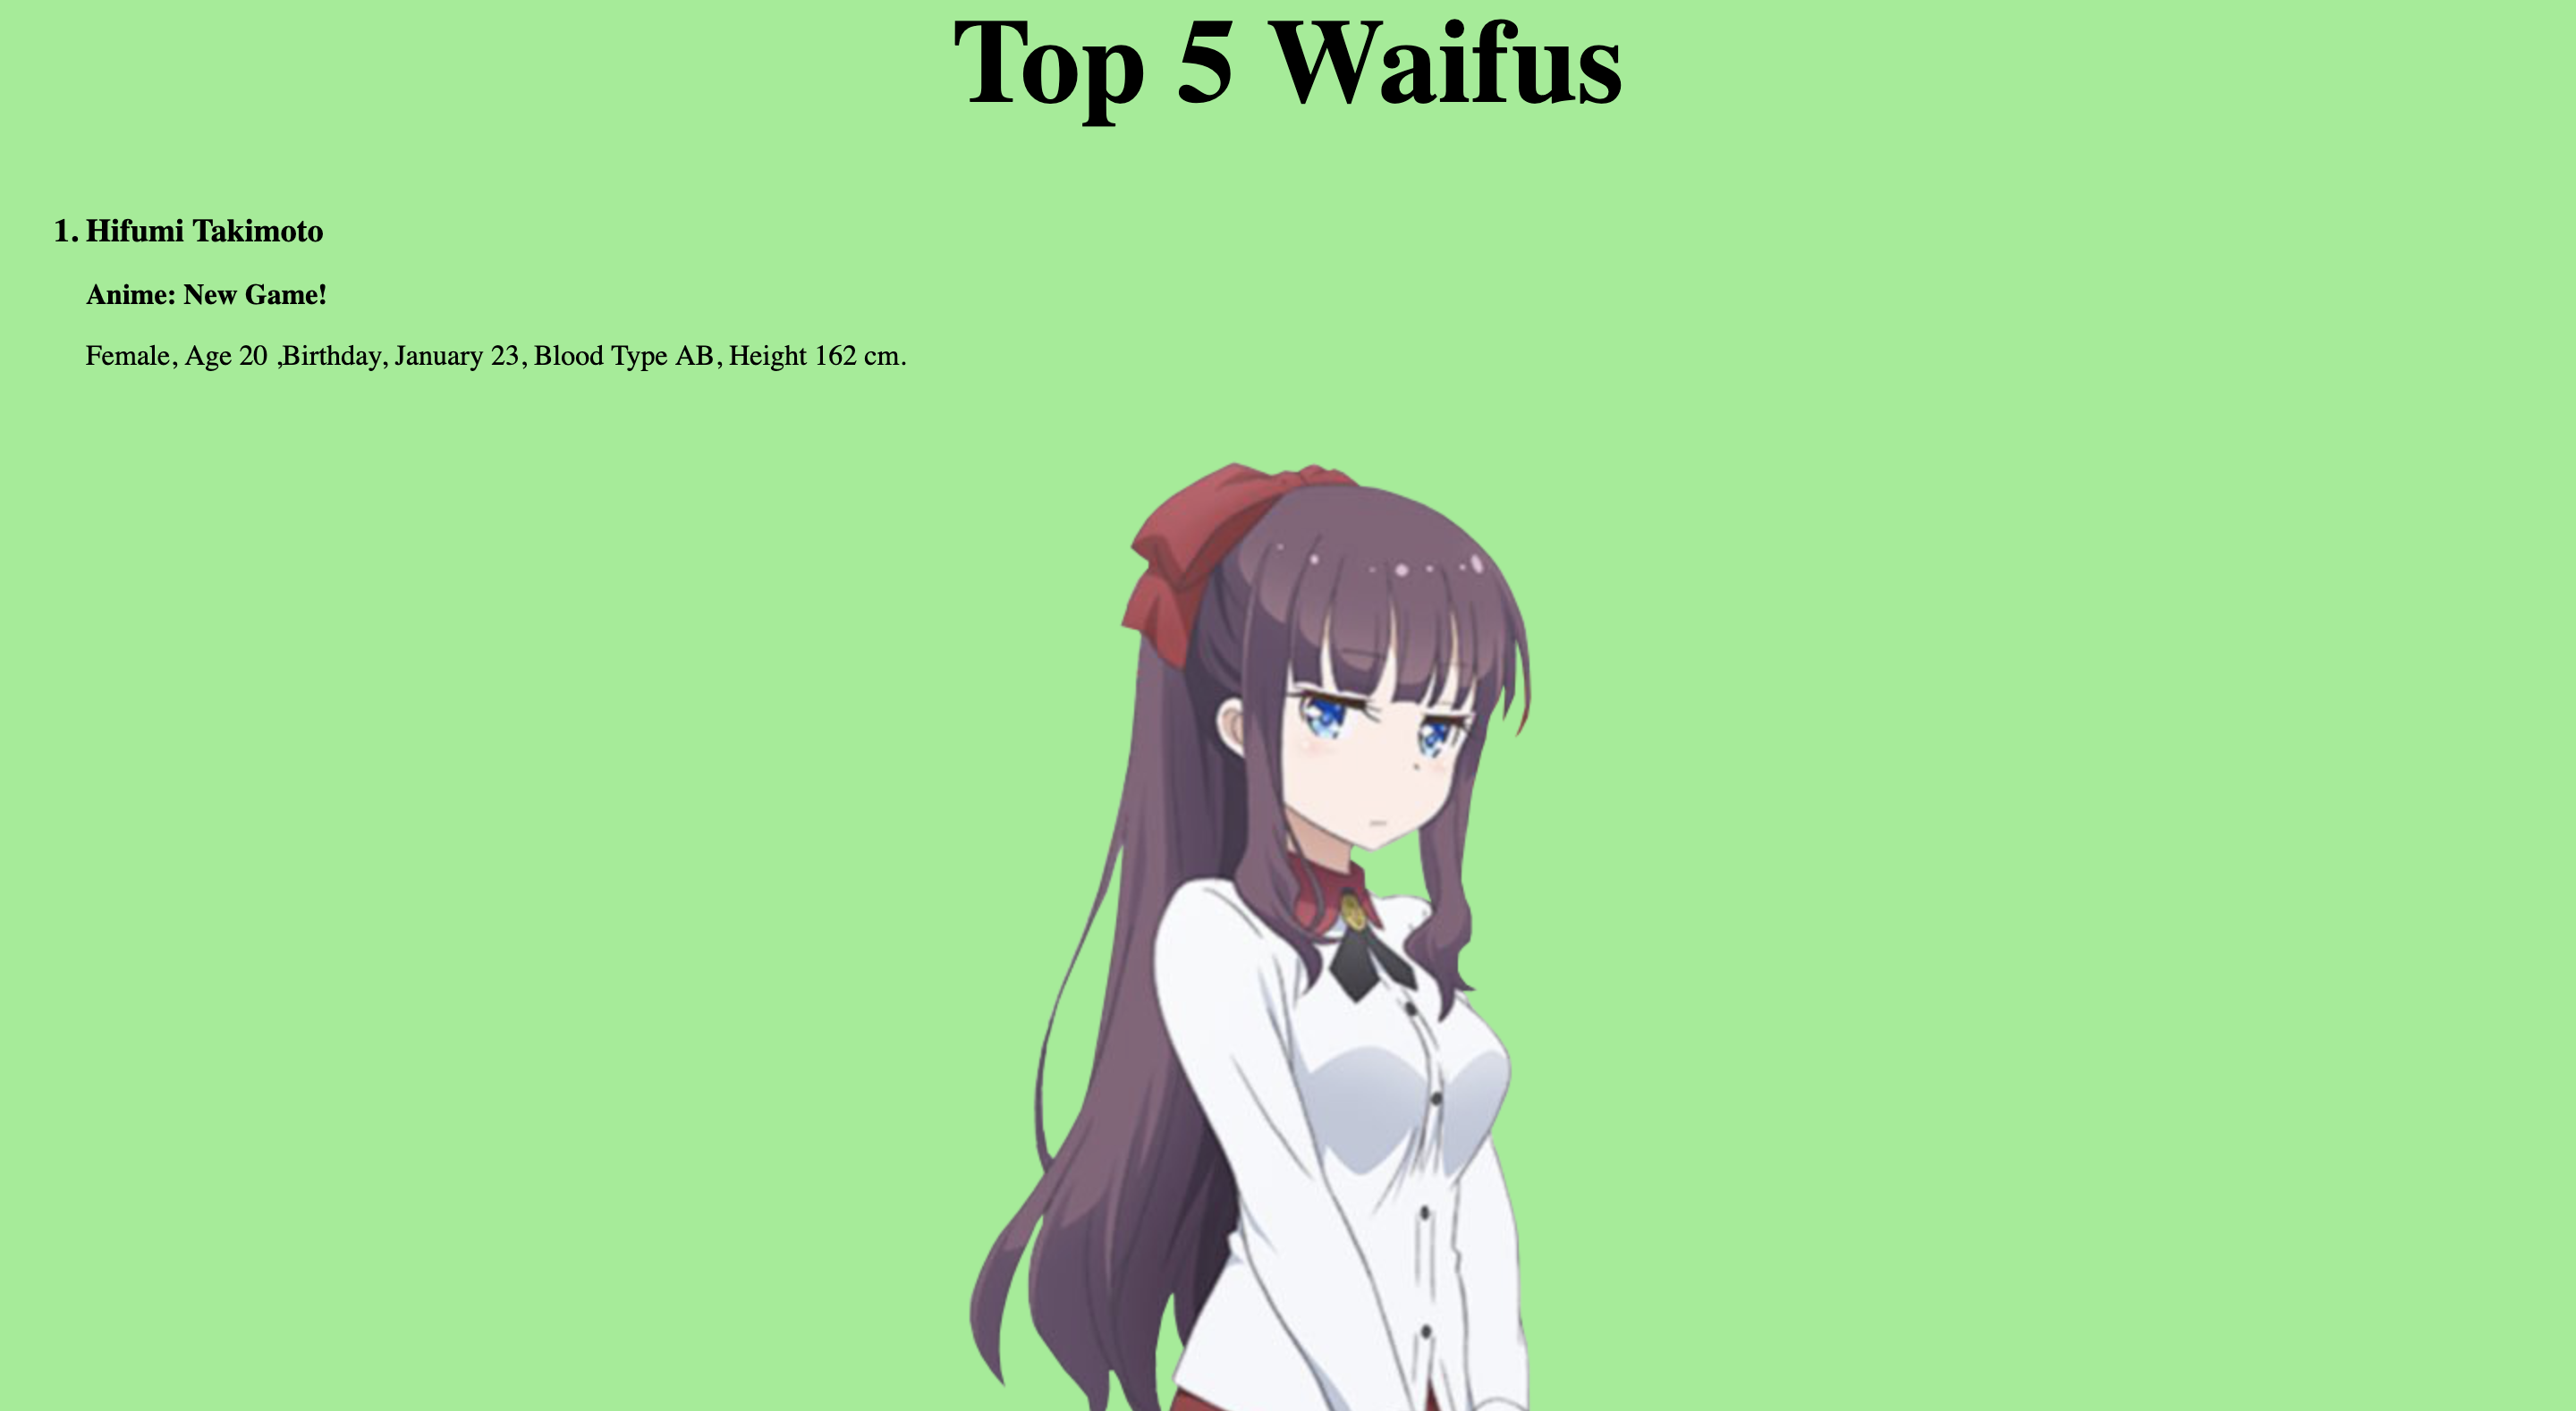 Top 5 Waifus
1. Hifumi Takimoto
Anime: New Game!
Female, Age 20 ,Birthday, January 23, Blood Type AB, Height 162 cm.